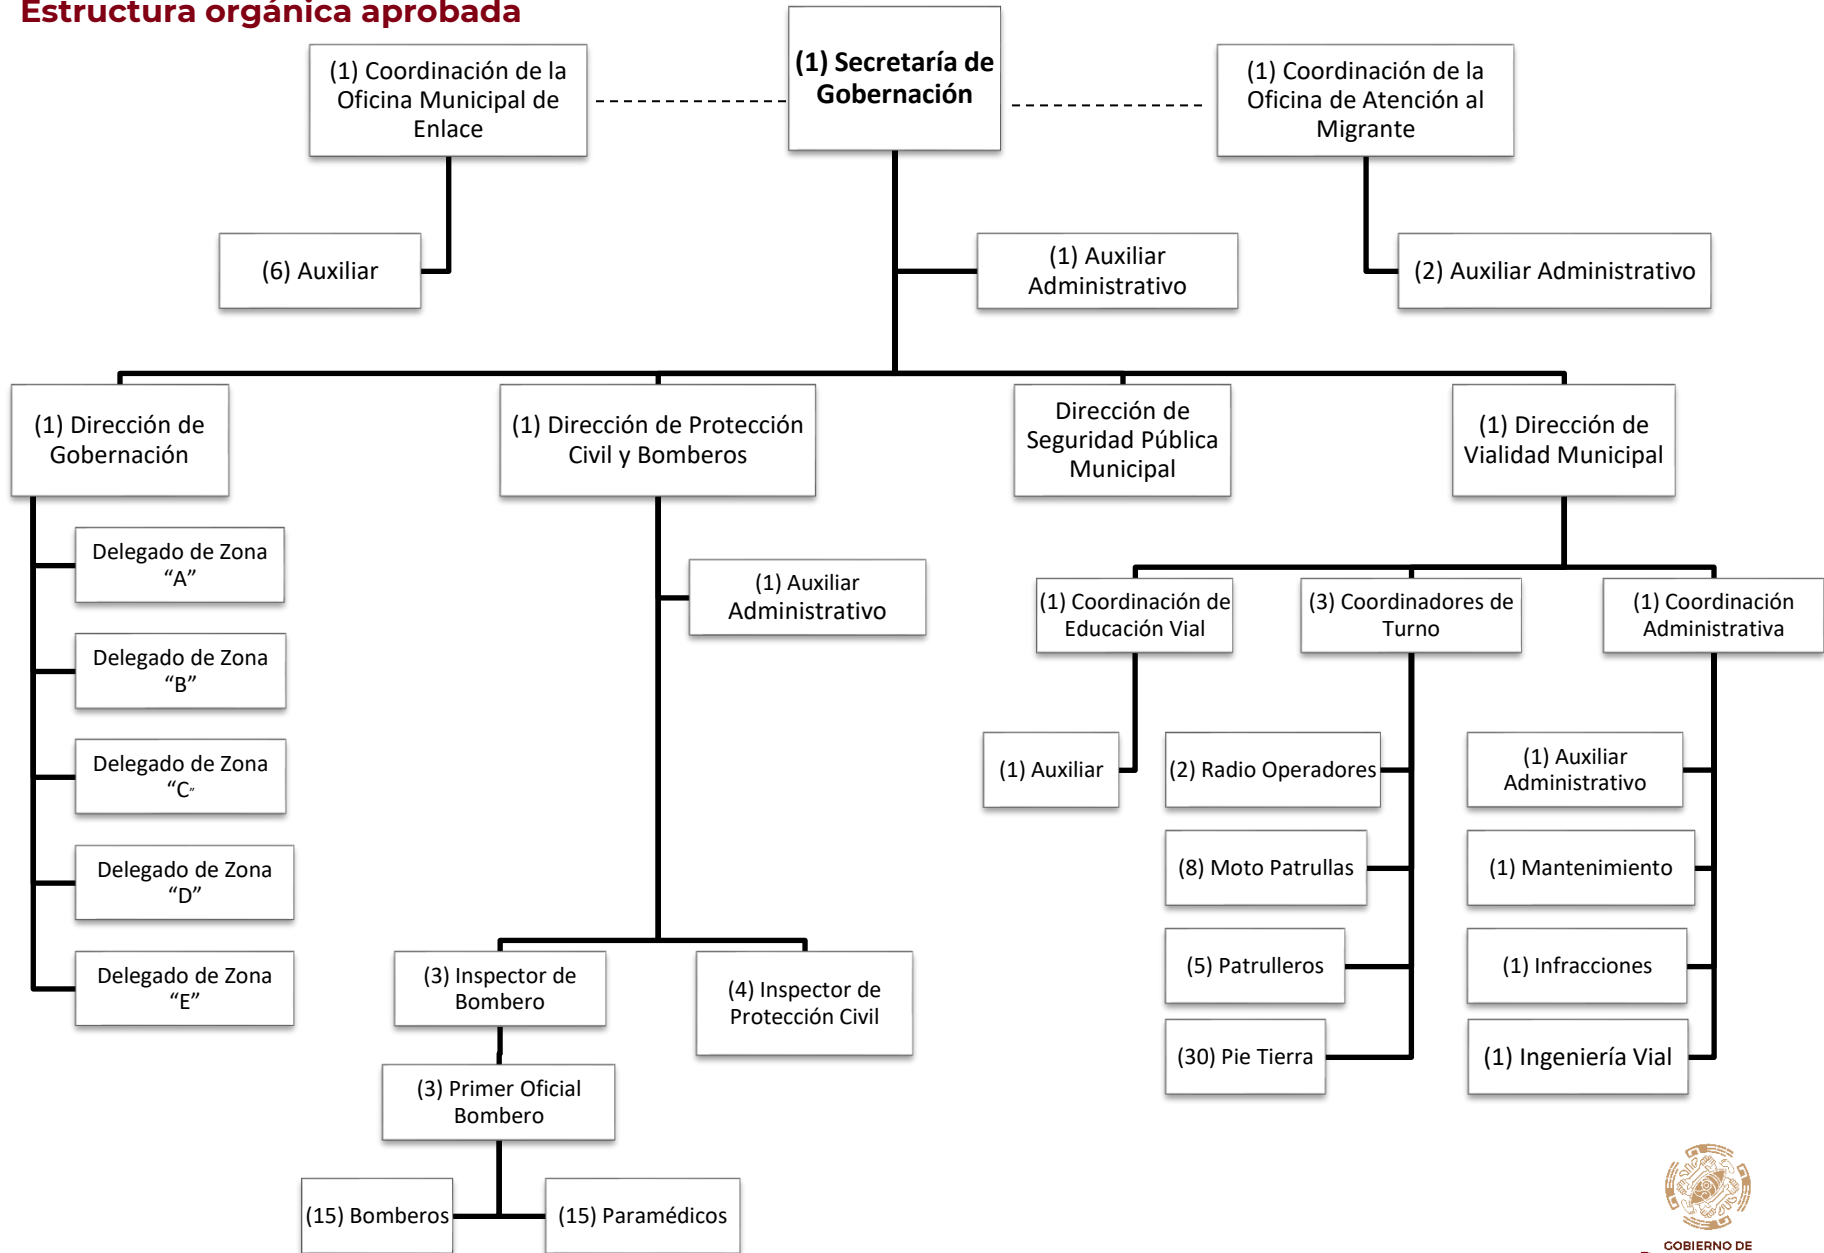 Estructura orgánica aprobada
(1) Coordinación de la
Oficina Municipal de
Enlace
(1) Secretaría de
Gobernación
(1) Coordinación de la
Oficina de Atención al
Migrante
(6) Auxiliar
(1) Auxiliar
Administrativo
(2) Auxiliar Administrativo
(1) Dirección de
Gobernación
(1) Dirección de Protección
Civil y Bomberos
Dirección de
Seguridad Pública
Municipal
(1) Dirección de
Vialidad Municipal
Delegado de Zona
“A”
Delegado de Zona
“B”
Delegado de Zona
“C”
Delegado de Zona
“D”
Delegado de Zona
“E”
(1) Auxiliar
Administrativo
(3) Inspector de
Bombero
(4) Inspector de
Protección Civil
(3) Primer Oficial
Bombero
(15) Bomberos
(15) Paramédicos
(1) Coordinación de
Educación Vial
(3) Coordinadores de
Turno
(1) Coordinación
Administrativa
(1) Auxiliar
(2) Radio Operadores
(8) Moto Patrullas
(5) Patrulleros
(30) Pie Tierra
(1) Auxiliar
Administrativo
(1) Mantenimiento
(1) Infracciones
(1) Ingeniería Vial
GOBIERNO DE